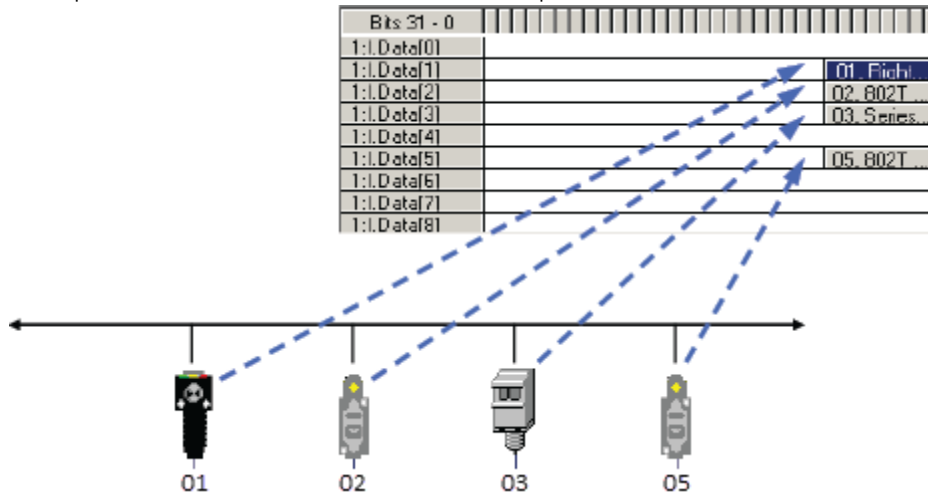 Bits 31 - 0
1:I.Data[0]
1:I.Data[1] 01, Right...
1:I.Data[2] 02, 802T ...
1:I.Data[3] 03, Series...
1:I.Data[4]
1:I.Data[5] 05, 802T ...
1:I.Data[6]
1:I.Data[7]
1:I.Data[8]
01 02 03 05